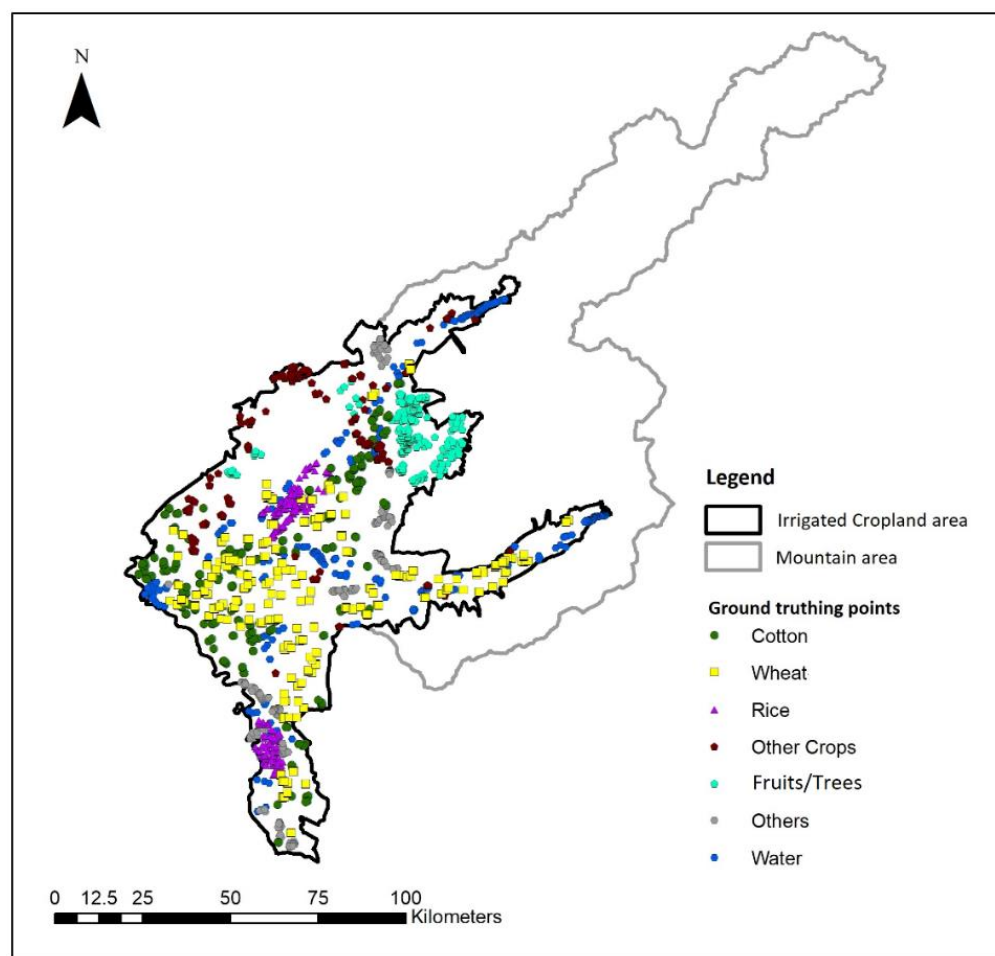 N
Legend
Irrigated Cropland area
Mountain area
Ground truthing points
Cotton
Wheat
Rice
Other Crops
Fruits/Trees
Others
Water
0 12.5 25 50 75 100
Kilometers